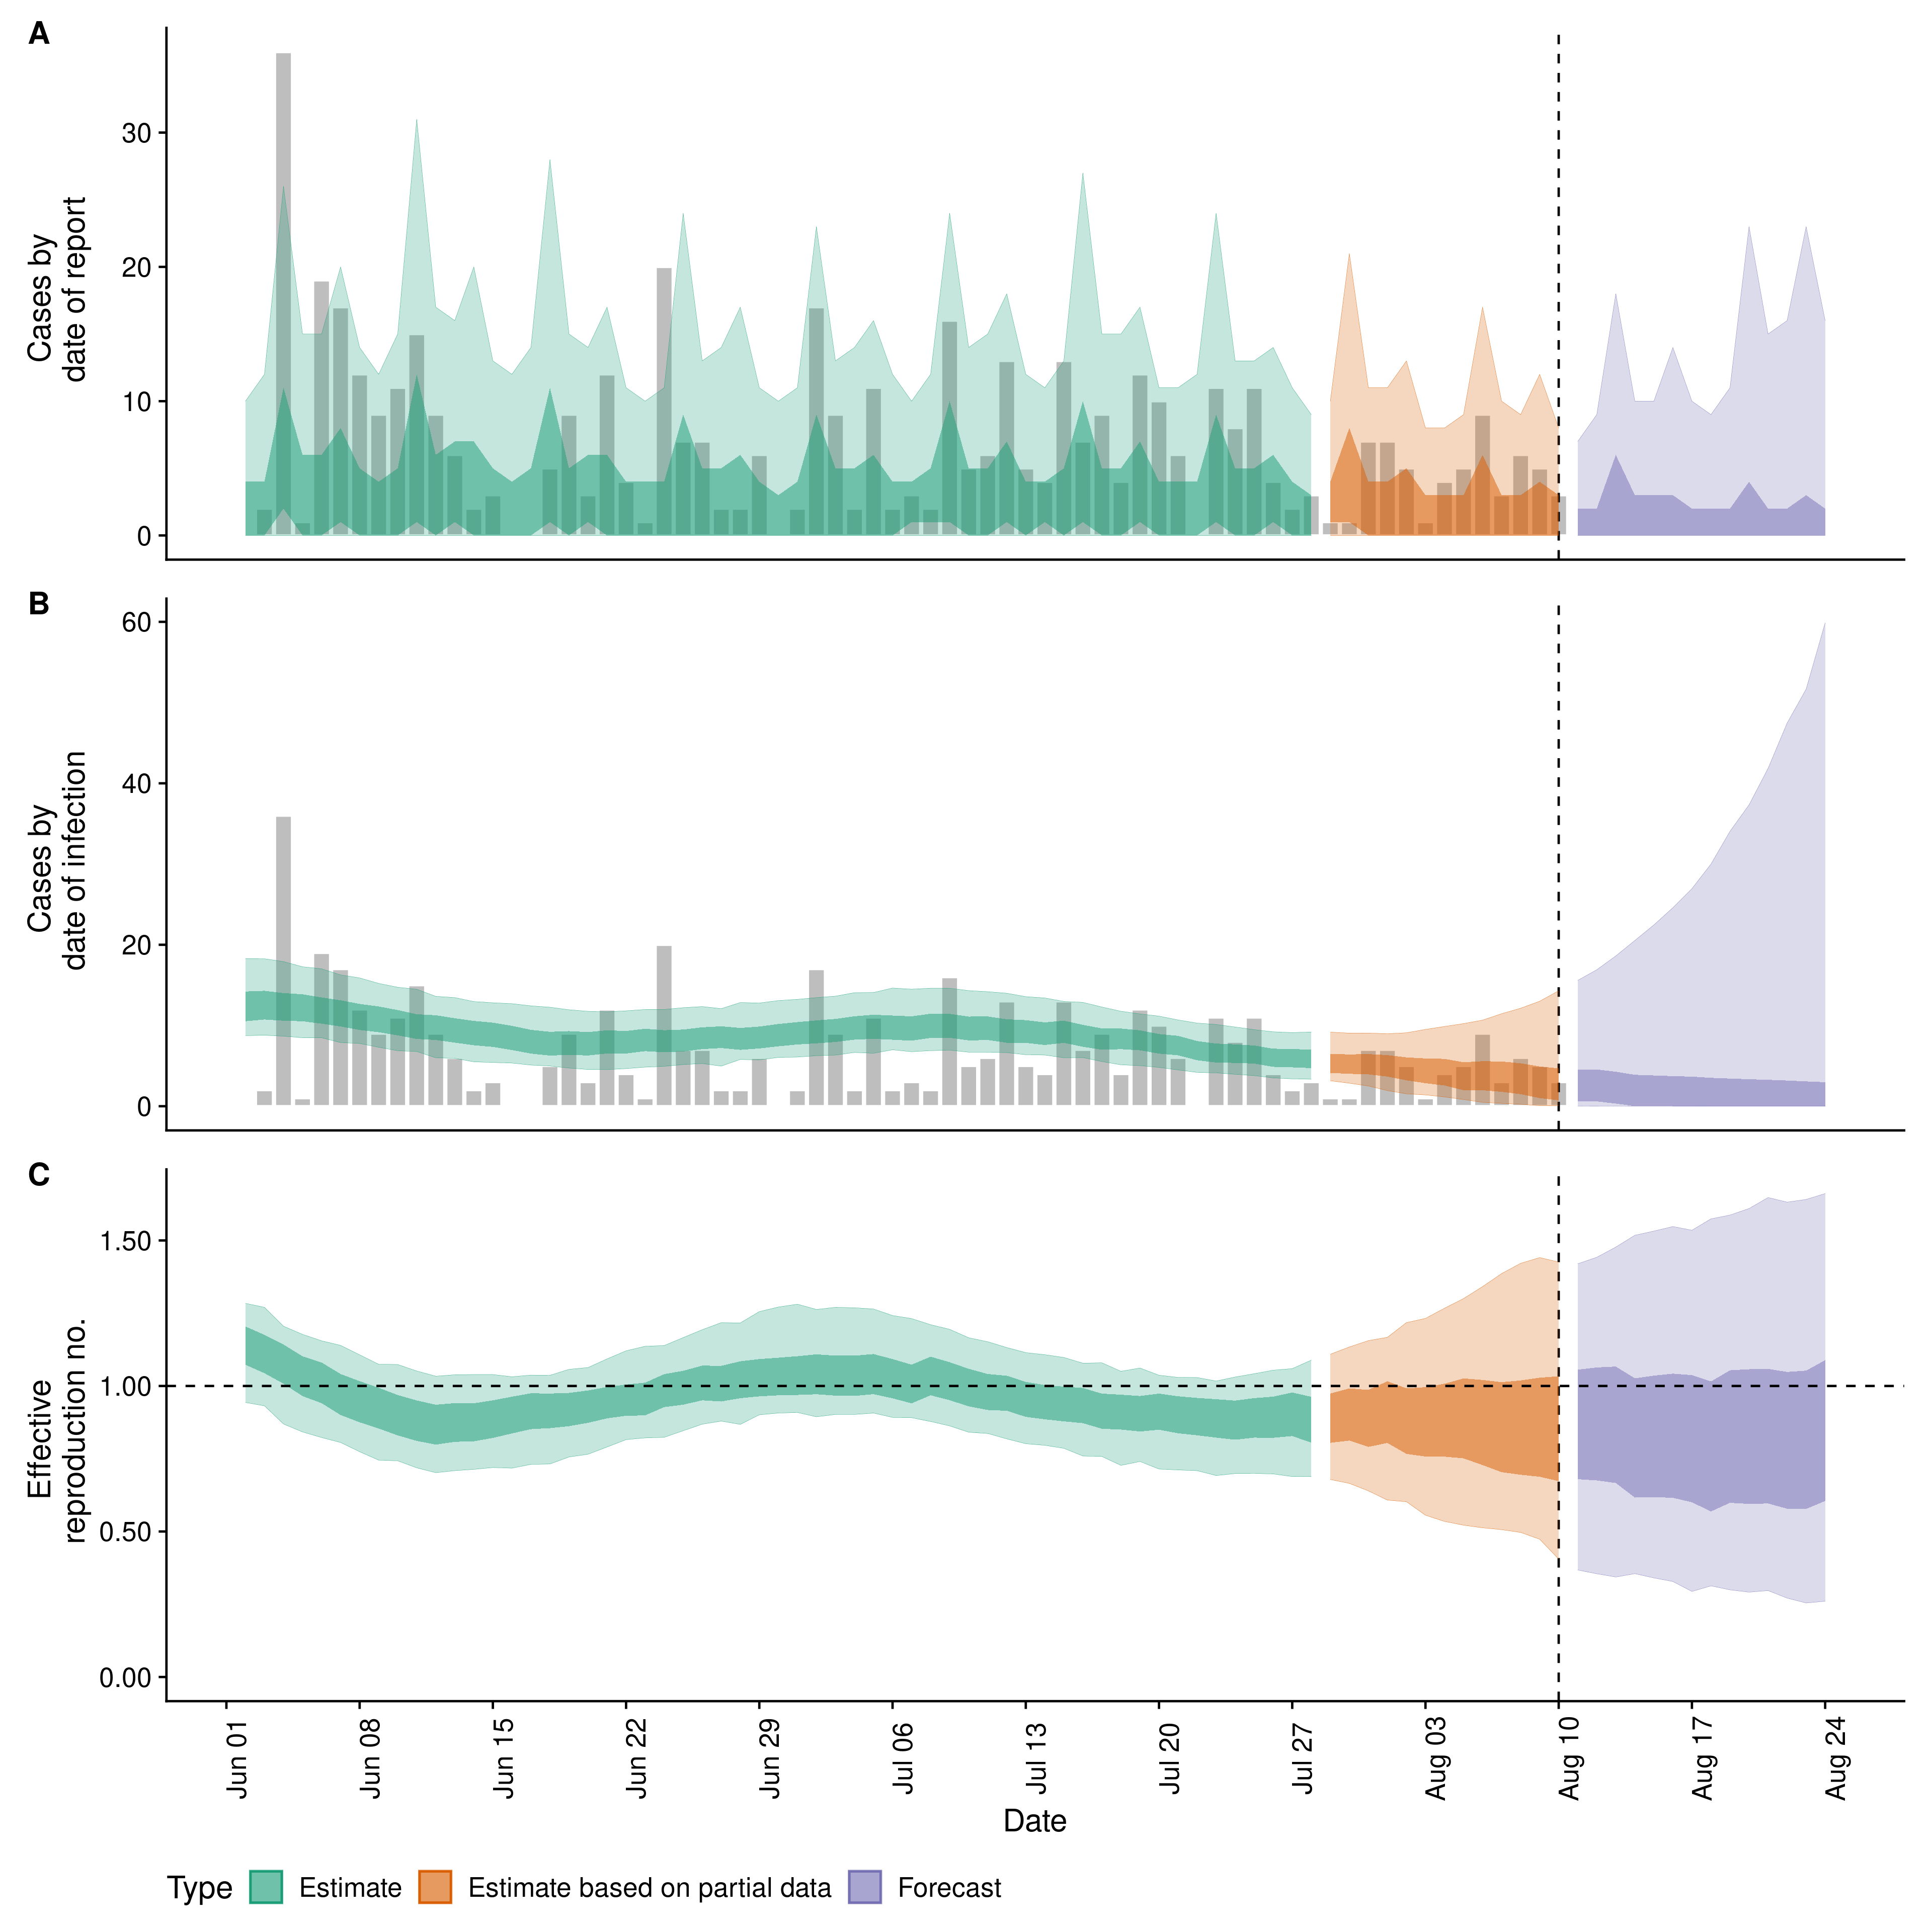 A
Cases by
date of report
30
20
10
0
B
Cases by
date of infection
60
40
20
0
C
Effective
reproduction no.
1.50
1.00
0.50
0.00
Jun 01
Jun 08
Jun 15
Jun 22
Jun 29
Jul 06
Jul 13
Jul 20
Jul 27
Aug 03
Aug 10
Aug 17
Aug 24
Date
Type Estimate Estimate based on partial data Forecast